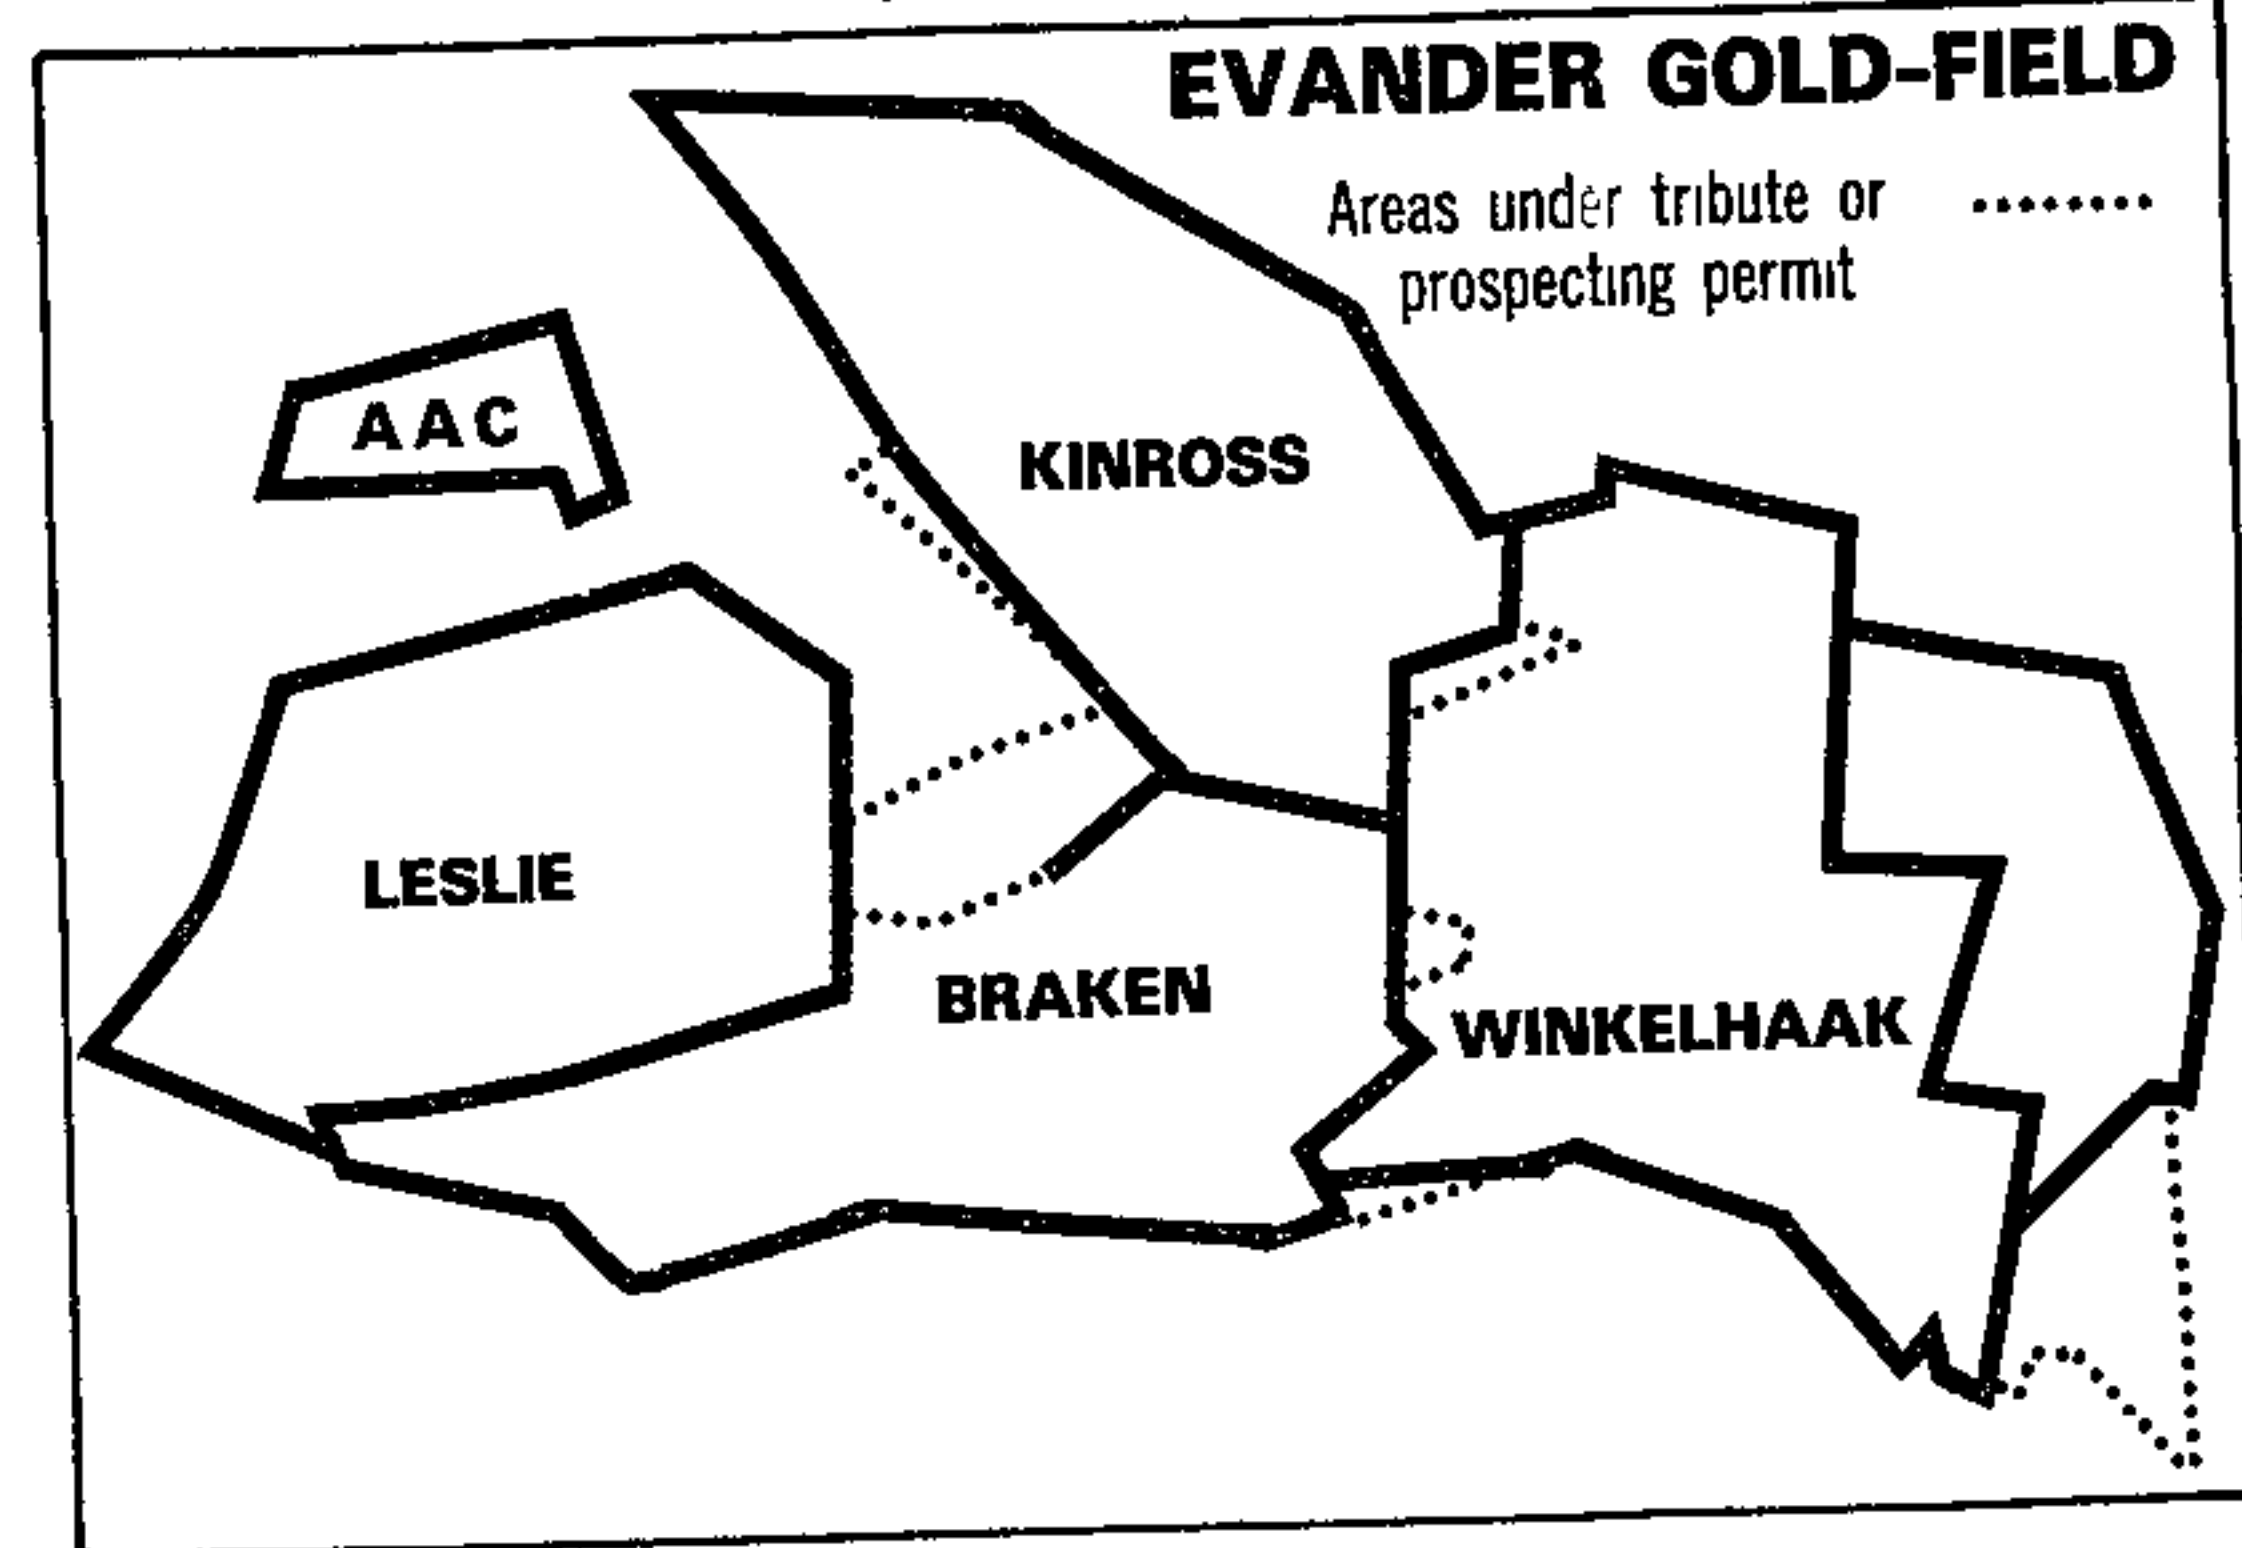 EVANDER GOLD-FIELD
Areas under tribute or
prospecting permit
AAC
KINROSS
LESLIE
BRAKEN
WINKELHAAK